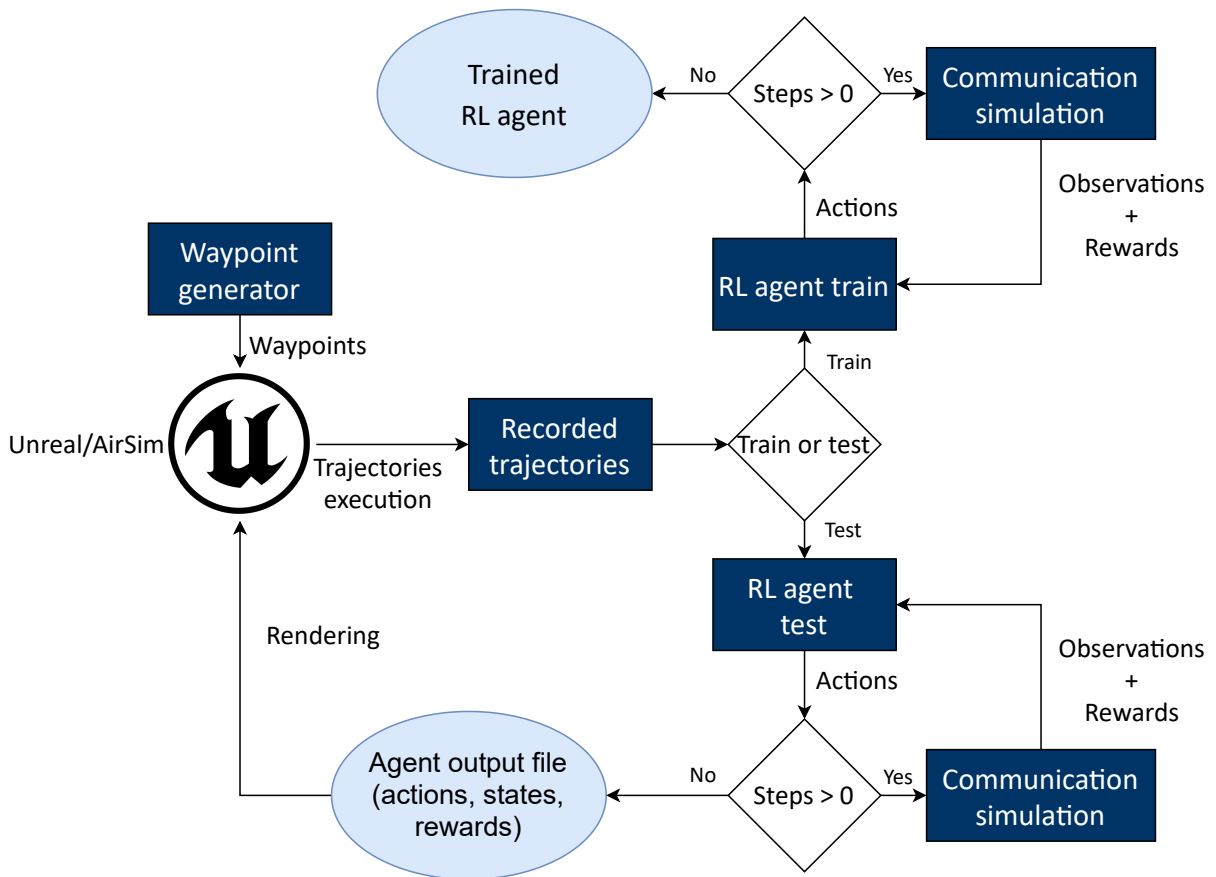 Trained
RL agent
No
Steps > 0
Yes
Communication
simulation
Actions
Observations
+
Rewards
Waypoint
generator
RL agent train
Waypoints
Train
Unreal/AirSim
Trajectories
execution
Recorded
trajectories
Train or test
Test
RL agent
test
Rendering
Actions
Observations
+
Rewards
Agent output file
(actions, states,
rewards)
No
Steps > 0
Yes
Communication
simulation